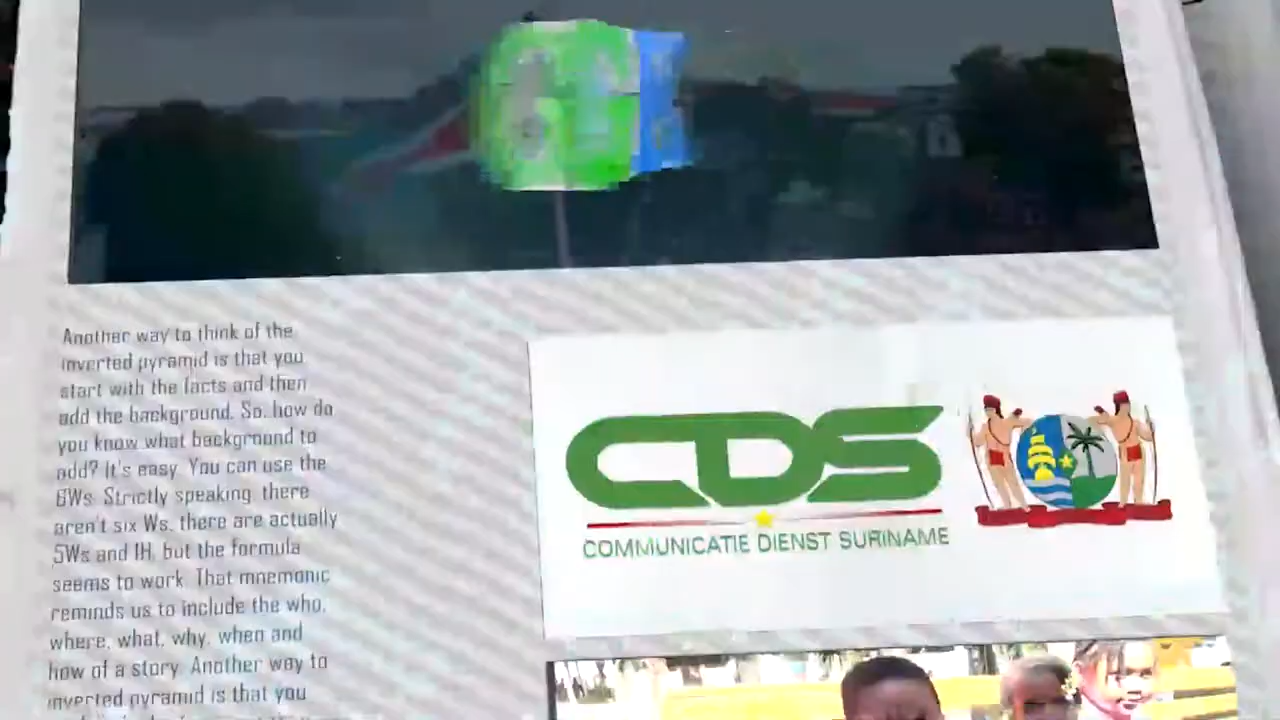 Another way to think of the
inverted pyramid is that you
start with the facts and then
add the background. So, how do
you know what background to
add? It's easy. You can use the
6Ws. Strictly speaking, there
aren't six Ws, there are actually
5Ws and 1H, but the formula
seems to work. That mnemonic
reminds us to include the who,
where, what, why, when and
how of a story. Another way to
inverted pyramid is that you
CDS
COMMUNICATIE DIENST SURINAME